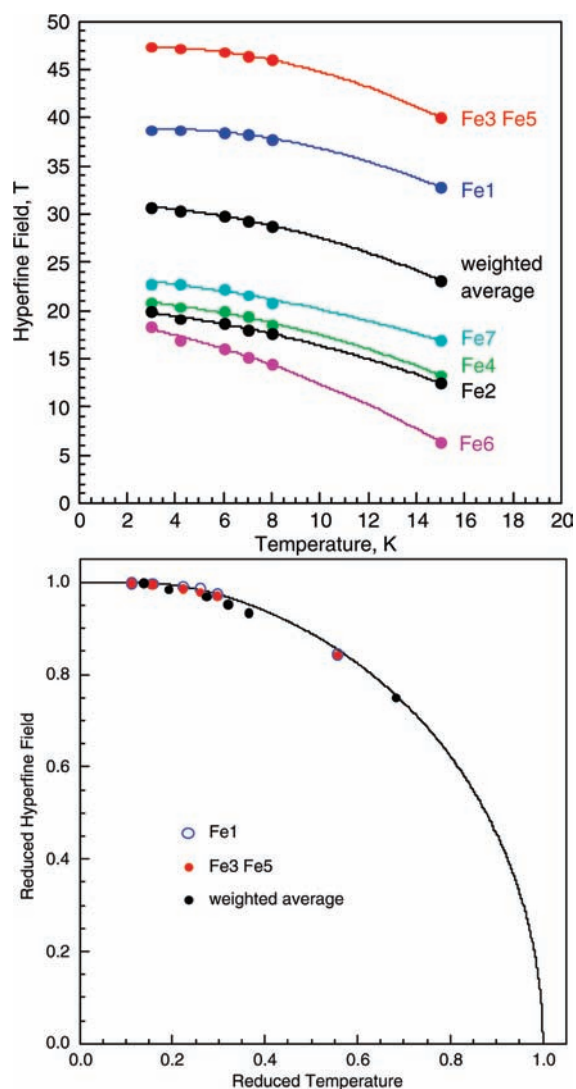 50
45
40
35
30
25
20
15
10
5
0
Hyperfine Field, T
Fe3 Fe5
Fe1
weighted
average
Fe7
Fe4
Fe2
Fe6
0 2 4 6 8 10 12 14 16 18 20
Temperature, K
1.0
0.8
0.6
0.4
0.2
0.0
Reduced Hyperfine Field
Fe1
Fe3 Fe5
weighted average
0.0 0.2 0.4 0.6 0.8 1.0
Reduced Temperature